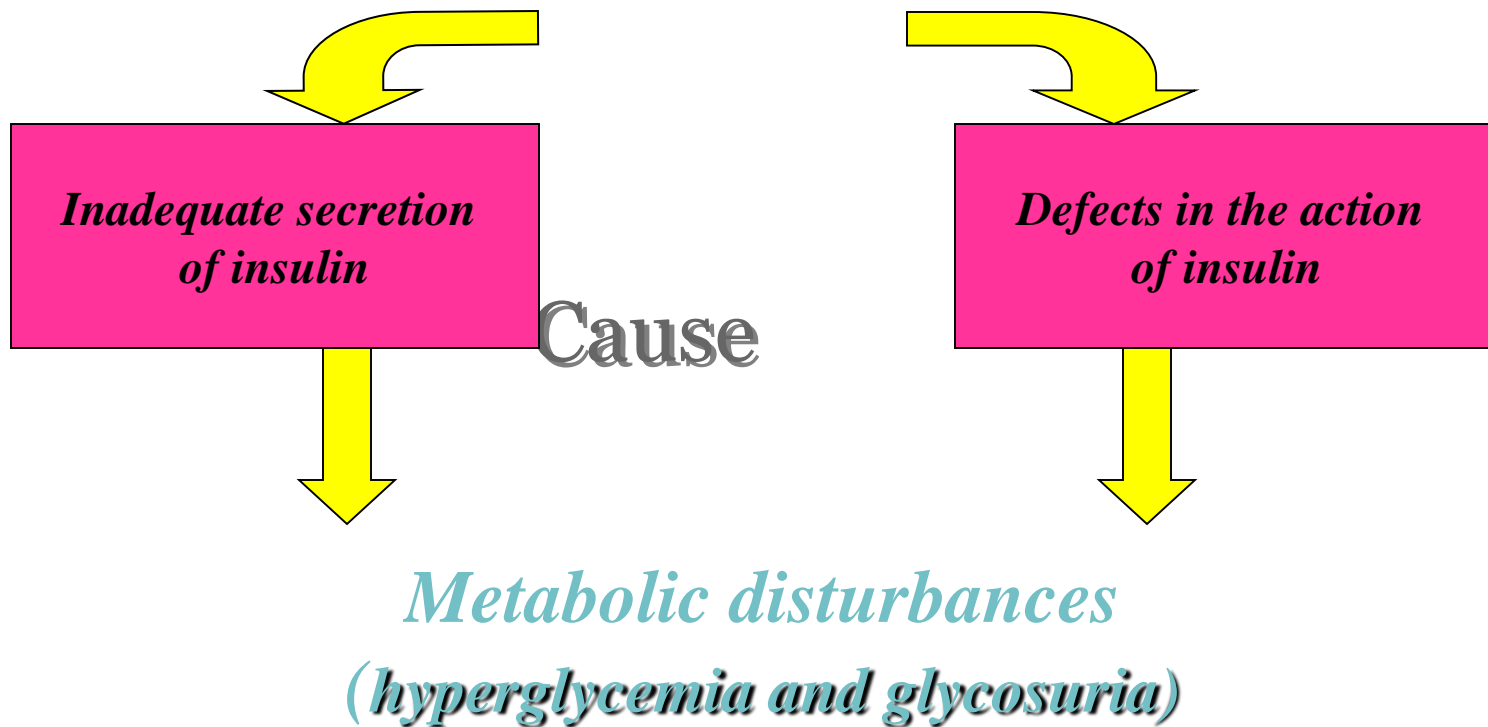 Inadequate secretion
of insulin
Defects in the action
of insulin
Cause
Metabolic disturbances
(hyperglycemia and glycosuria)